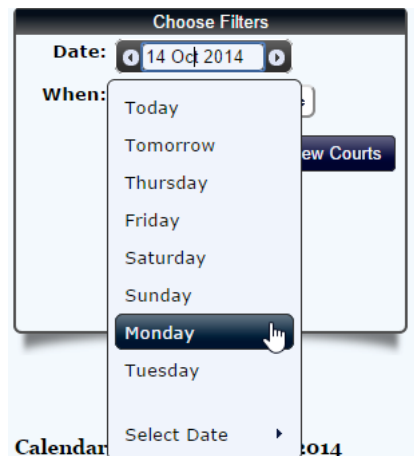 Choose Filters
Date: 14 Oct 2014
When:
Today
Tomorrow
ew Courts
Thursday
Friday
Saturday
Sunday
Monday
Tuesday
Select Date
Calendar 2014